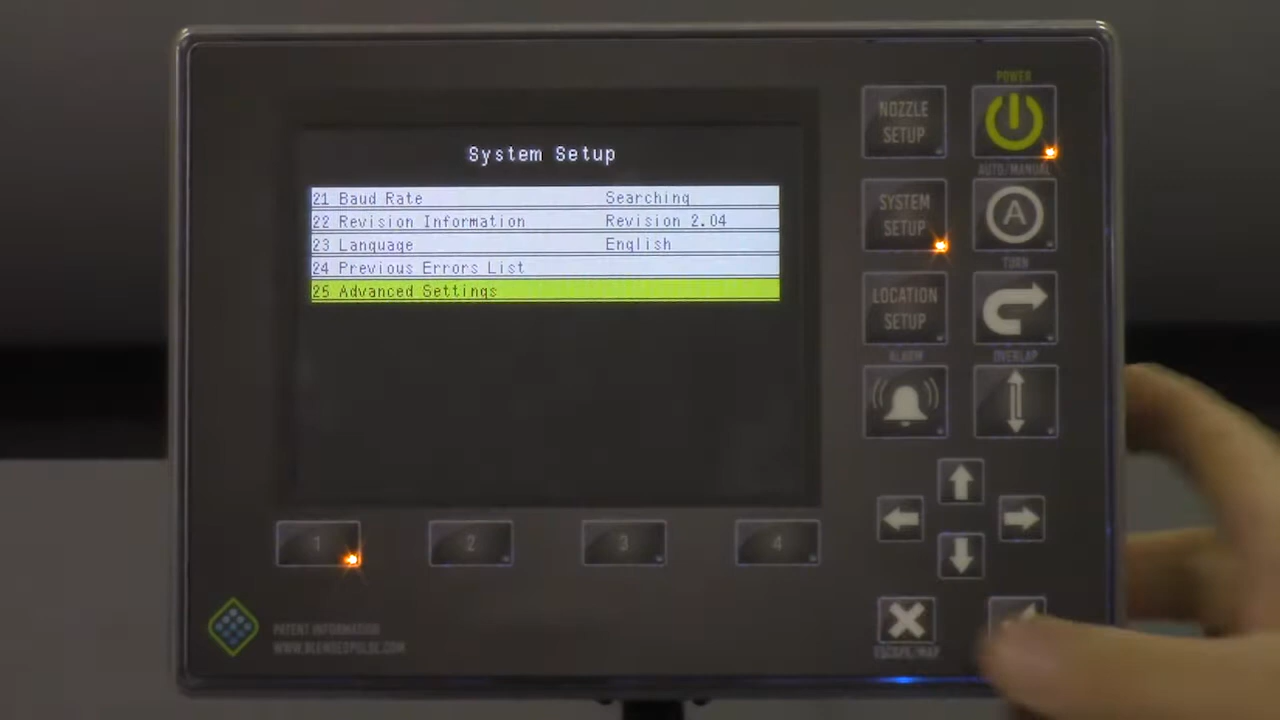 POWER
NOZZLE
SETUP
AUTO/MANUAL
System Setup
21 Baud Rate Searching
22 Revision Information Revision 2.04
23 Language English
24 Previous Errors List
25 Advanced Settings
SYSTEM
SETUP
A
TURN
LOCATION
SETUP
ALARM
OVERLAP
1
2
3
4
ESCAPE/MAP
PATENT INFORMATION
WWW.BLENDEDPULSE.COM